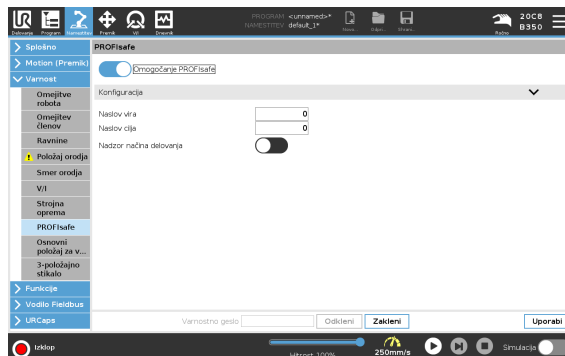 PROGRAM <unnamed>*
NAMESTITEV default_1*
20C8
B350
Delovanje Program Namestitev Premik V/I Dnevnik Novo... Odpri... Shrani... Ročno
Splošno
Motion (Premik)
Varnost
Omejitve robota
Omejitev členov
Ravnine
Položaj orodja
Smer orodja
V/I
Strojna oprema
PROFIsafe
Osnovni položaj za v...
3-položajno stikalo
Funkcije
Vodilo Fieldbus
URCaps
PROFIsafe
Omogočanje PROFIsafe
Konfiguracija
Naslov vira 0
Naslov cilja 0
Nadzor načina delovanja
Varnostno geslo Odkleni Zakleni Uporabi
Izklop
Hitrost 100%
250mm/s
Simulacija